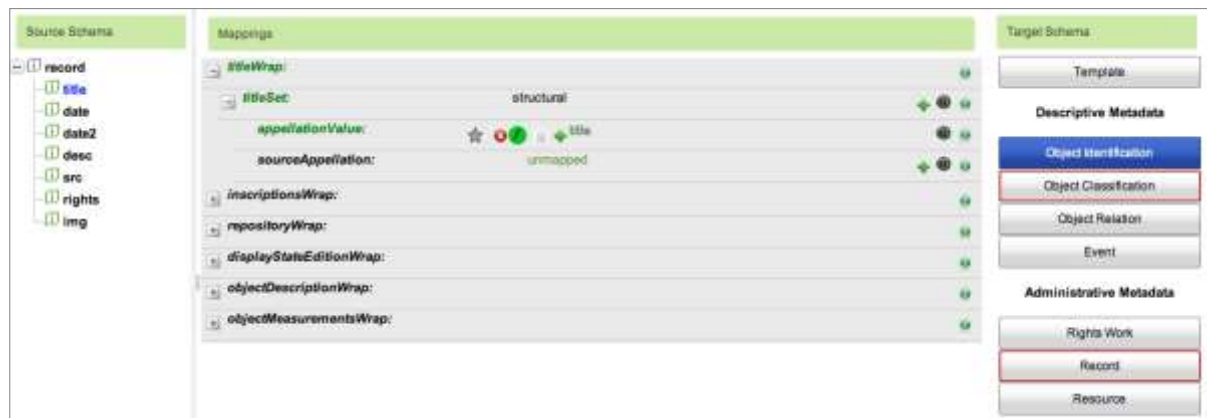 Source Schema
record
title
date
date2
desc
src
rights
img
Mappings
titleWrap:
titleSet: structural
appellationValue: title
sourceAppellation: unmapped
inscriptionsWrap:
repositoryWrap:
displayStateEditionWrap:
objectDescriptionWrap:
objectMeasurementsWrap:
Target Schema
Template
Descriptive Metadata
Object Identification
Object Classification
Object Relation
Event
Administrative Metadata
Rights Work
Record
Resource